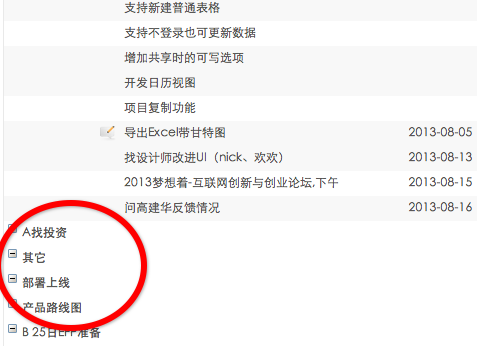 支持新建普通表格
支持不登录也可更新数据
增加共享时的可写选项
开发日历视图
项目复制功能
导出Excel带甘特图 2013-08-05
找设计师改进UI（nick、欢欢） 2013-08-13
2013梦想着-互联网创新与创业论坛,下午 2013-08-15
问高建华反馈情况 2013-08-16
A找投资
其它
部署上线
产品路线图
B 25日EFF准备